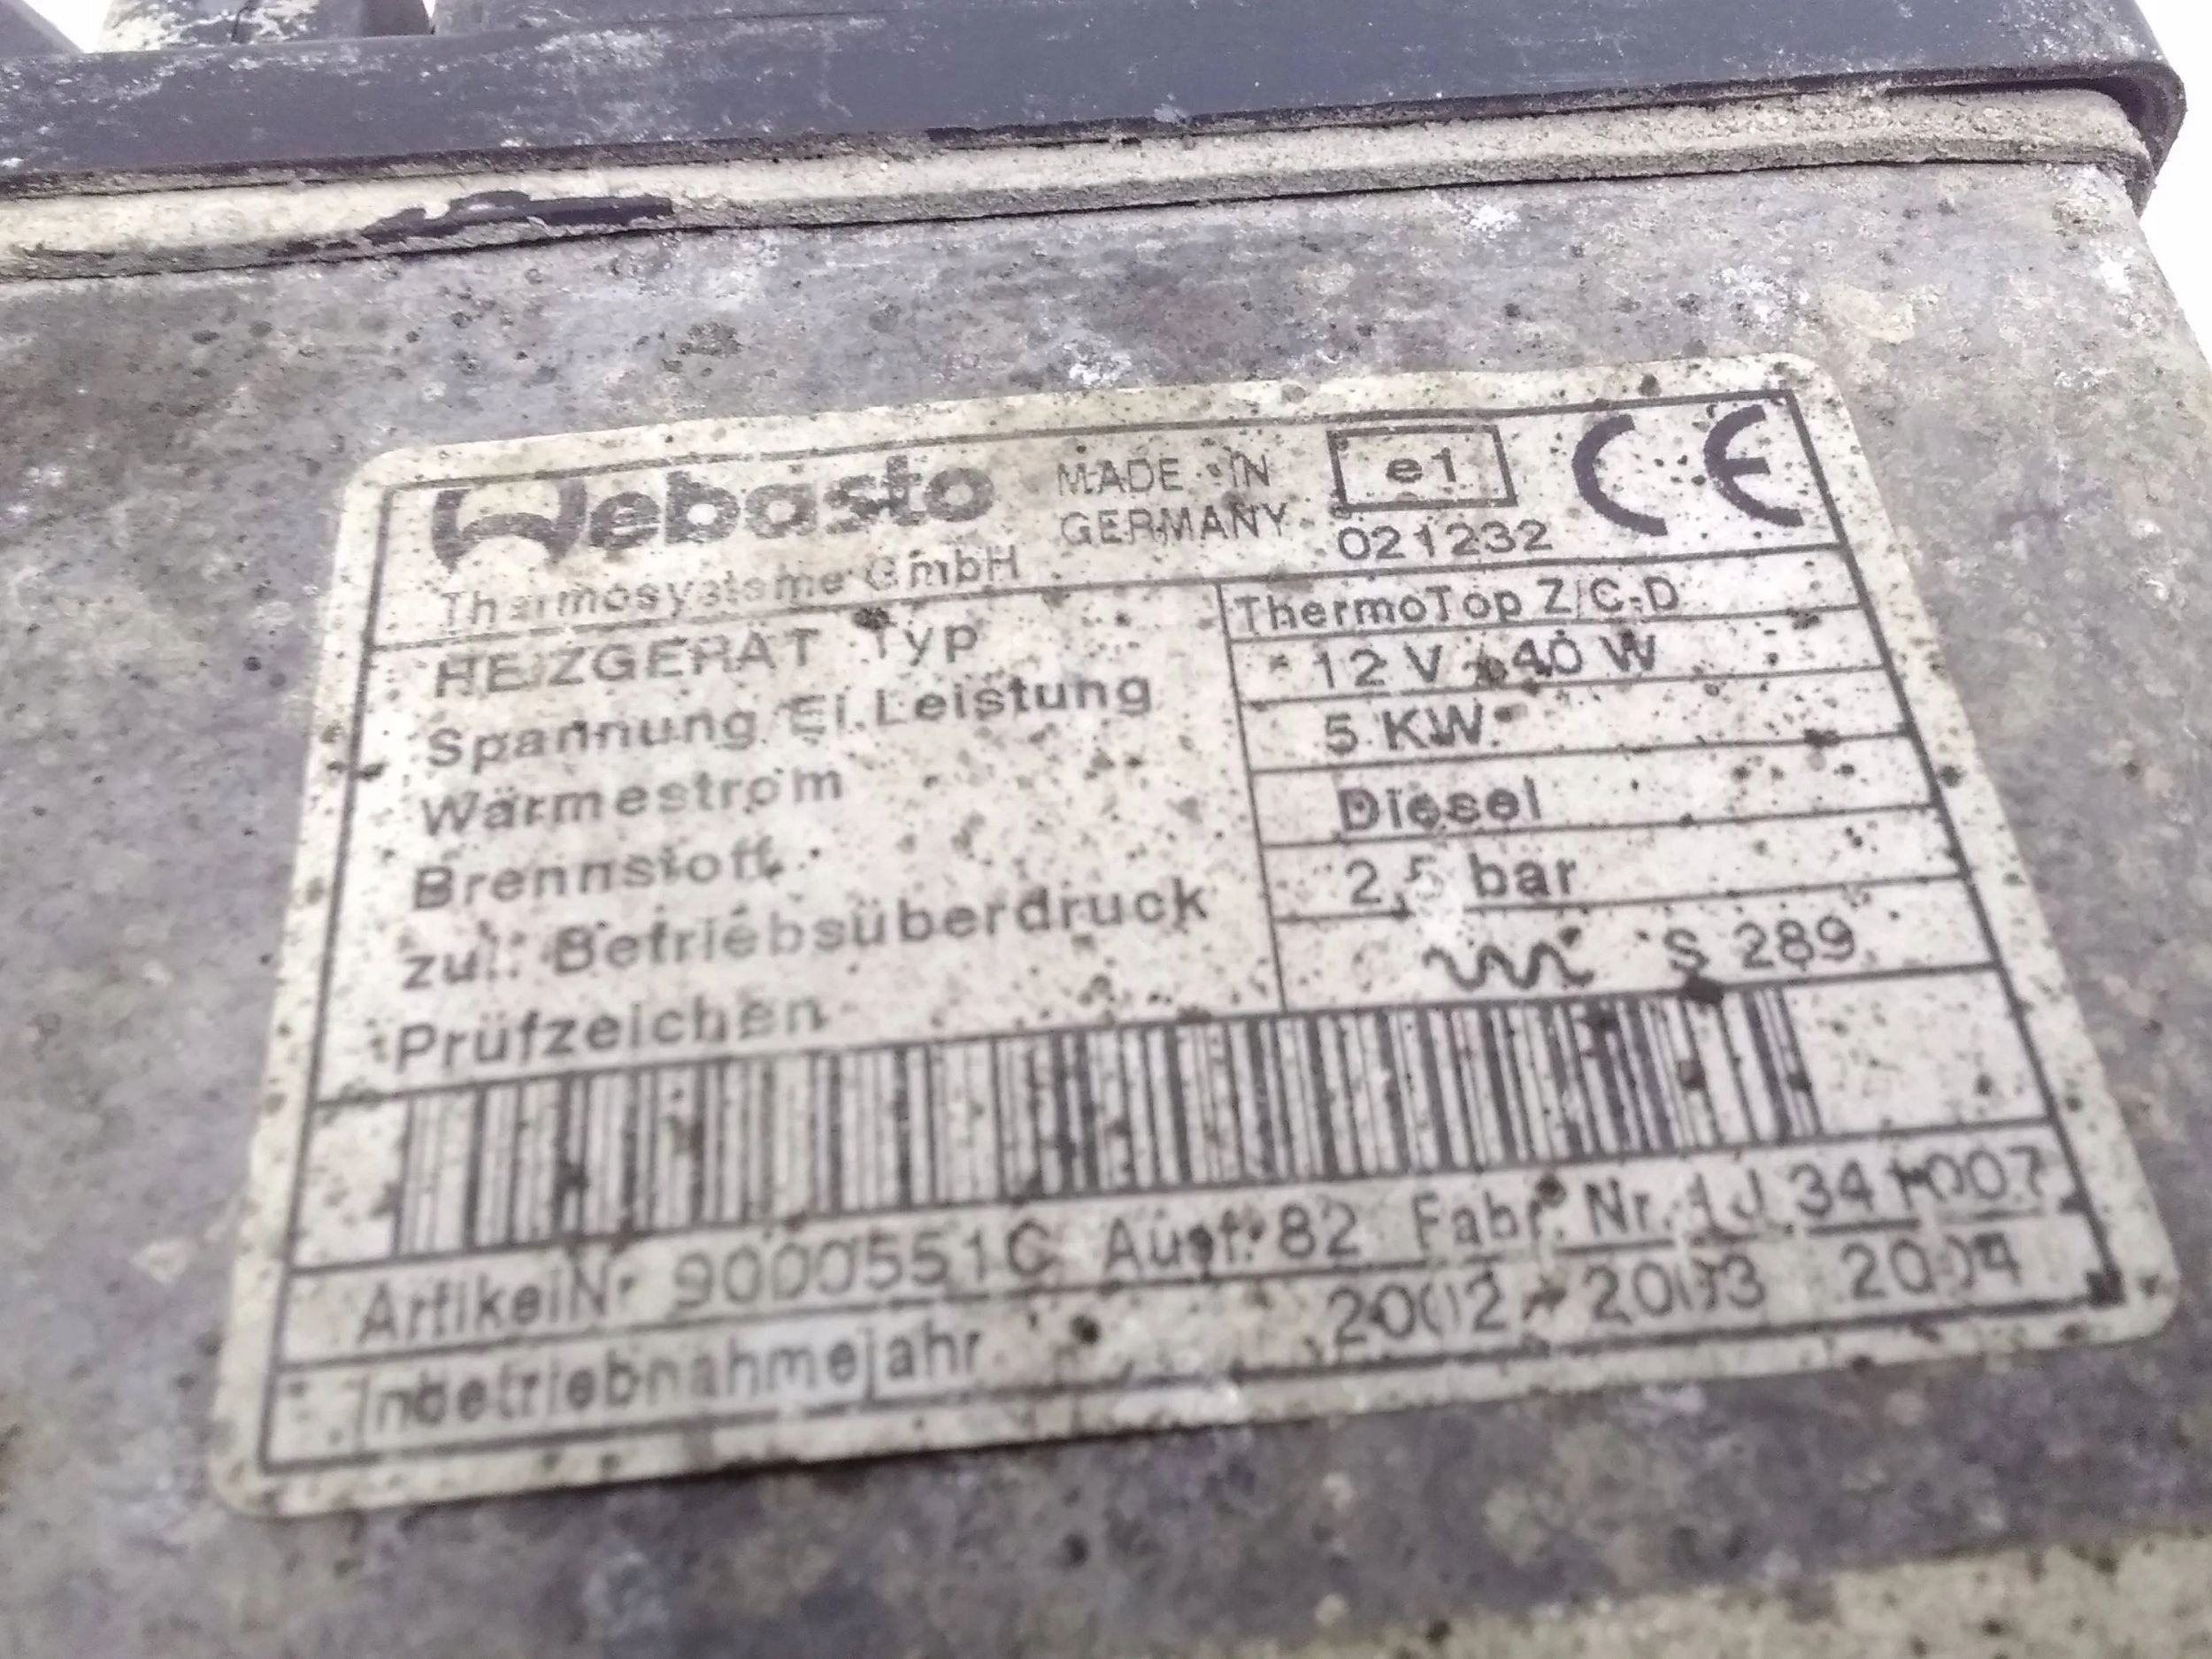 Webasto MADE IN GERMANY e1 CE
Thermosysteme GmbH 021232
HEIZGERÄT Typ ThermoTop Z/C-D
Spannung/El.Leistung 12 V / 40 W
Wärmestrom 5 KW
Brennstoff Diesel
zul. Betriebsüberdruck 2,5 bar
Prüfzeichen S 289
ArtikelNr 9000551C Ausf. 82 Fabr. Nr.
Inbetriebnahmejahr 2002 2003 2004